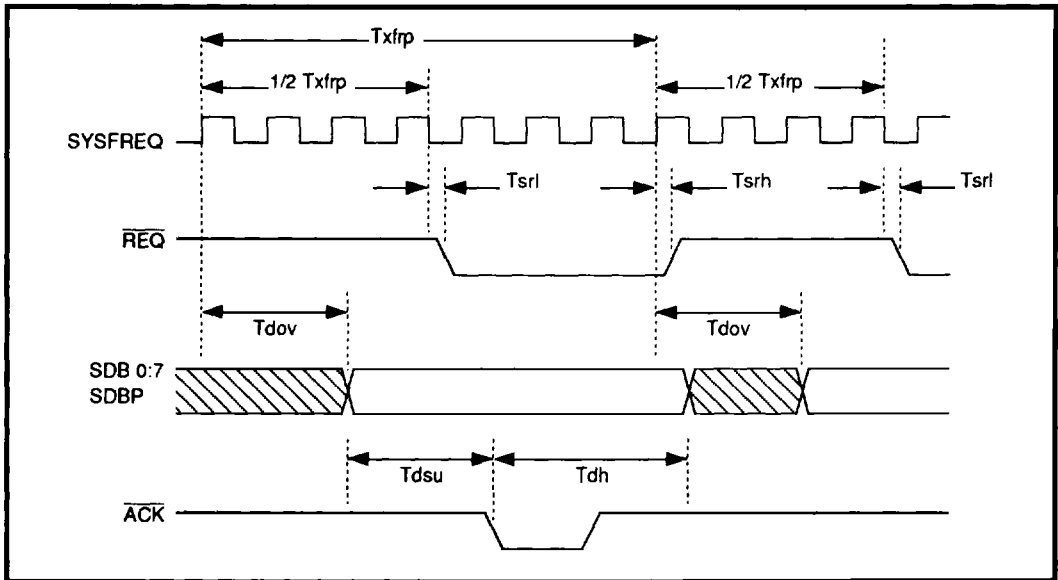 Txfrp
1/2 Txfrp 1/2 Txfrp
SYSFREQ
Tsrl Tsrh Tsrl
REQ
Tdov Tdov
SDB 0:7
SDBP
Tdsu Tdh
ACK